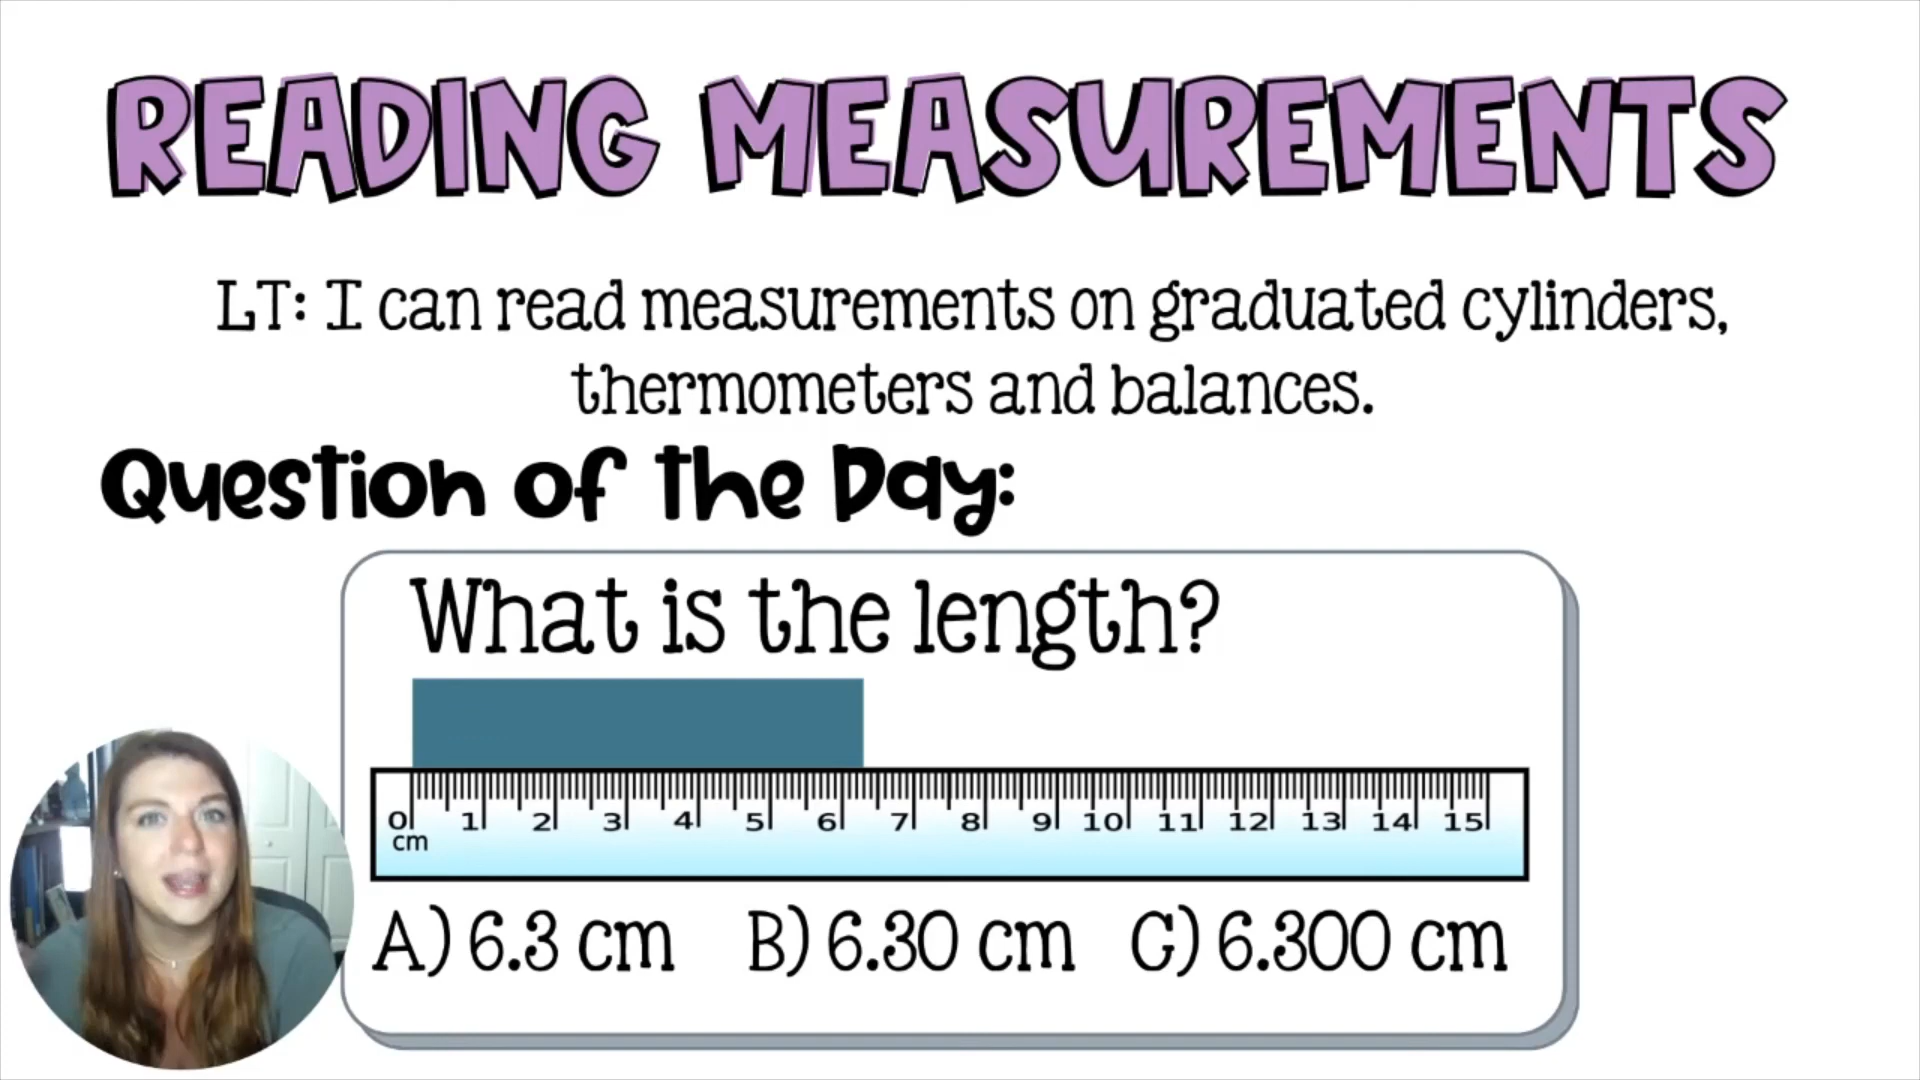 READING MEASUREMENTS
LT: I can read measurements on graduated cylinders,
thermometers and balances.
Question of the Day:
What is the length?
0 1 2 3 4 5 6 7 8 9 10 11 12 13 14 15
cm
A) 6.3 cm B) 6.30 cm C) 6.300 cm